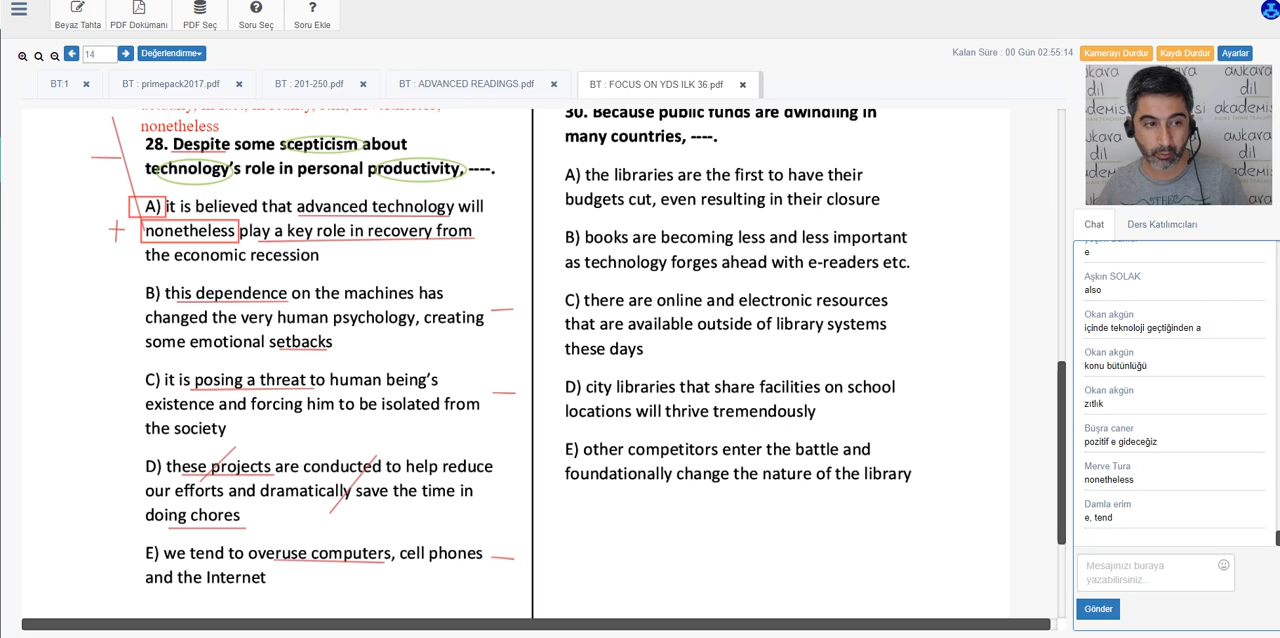 Beyaz Tahta
PDF Dokümanı
PDF Seç
Soru Seç
Soru Ekle
14
Değerlendirme
Kalan Süre : 00 Gün 02:55:14
Kamerayı Durdur
Kaydı Durdur
Ayarlar
BT:1
BT : primepack2017.pdf
BT : 201-250.pdf
BT : ADVANCED READINGS.pdf
BT : FOCUS ON YDS ILK 36.pdf
nonetheless
28. Despite some scepticism about
technology's role in personal productivity, ----.
A) it is believed that advanced technology will
nonetheless play a key role in recovery from
the economic recession
B) this dependence on the machines has
changed the very human psychology, creating
some emotional setbacks
C) it is posing a threat to human being's
existence and forcing him to be isolated from
the society
D) these projects are conducted to help reduce
our efforts and dramatically save the time in
doing chores
E) we tend to overuse computers, cell phones
and the Internet
30. Because public funds are dwindling in
many countries, ----.
A) the libraries are the first to have their
budgets cut, even resulting in their closure
B) books are becoming less and less important
as technology forges ahead with e-readers etc.
C) there are online and electronic resources
that are available outside of library systems
these days
D) city libraries that share facilities on school
locations will thrive tremendously
E) other competitors enter the battle and
foundationally change the nature of the library
ankara
dil
akademisi
ankara
dil
Chat
Ders Katılımcıları
e
Aşkın SOLAK
also
Okan akgün
içinde teknoloji geçtiğinden a
Okan akgün
konu bütünlüğü
Okan akgün
zıtlık
Büşra caner
pozitif e gideceğiz
Merve Tura
nonetheless
Damla erim
e, tend
Mesajınızı buraya
yazabilirsiniz...
Gönder